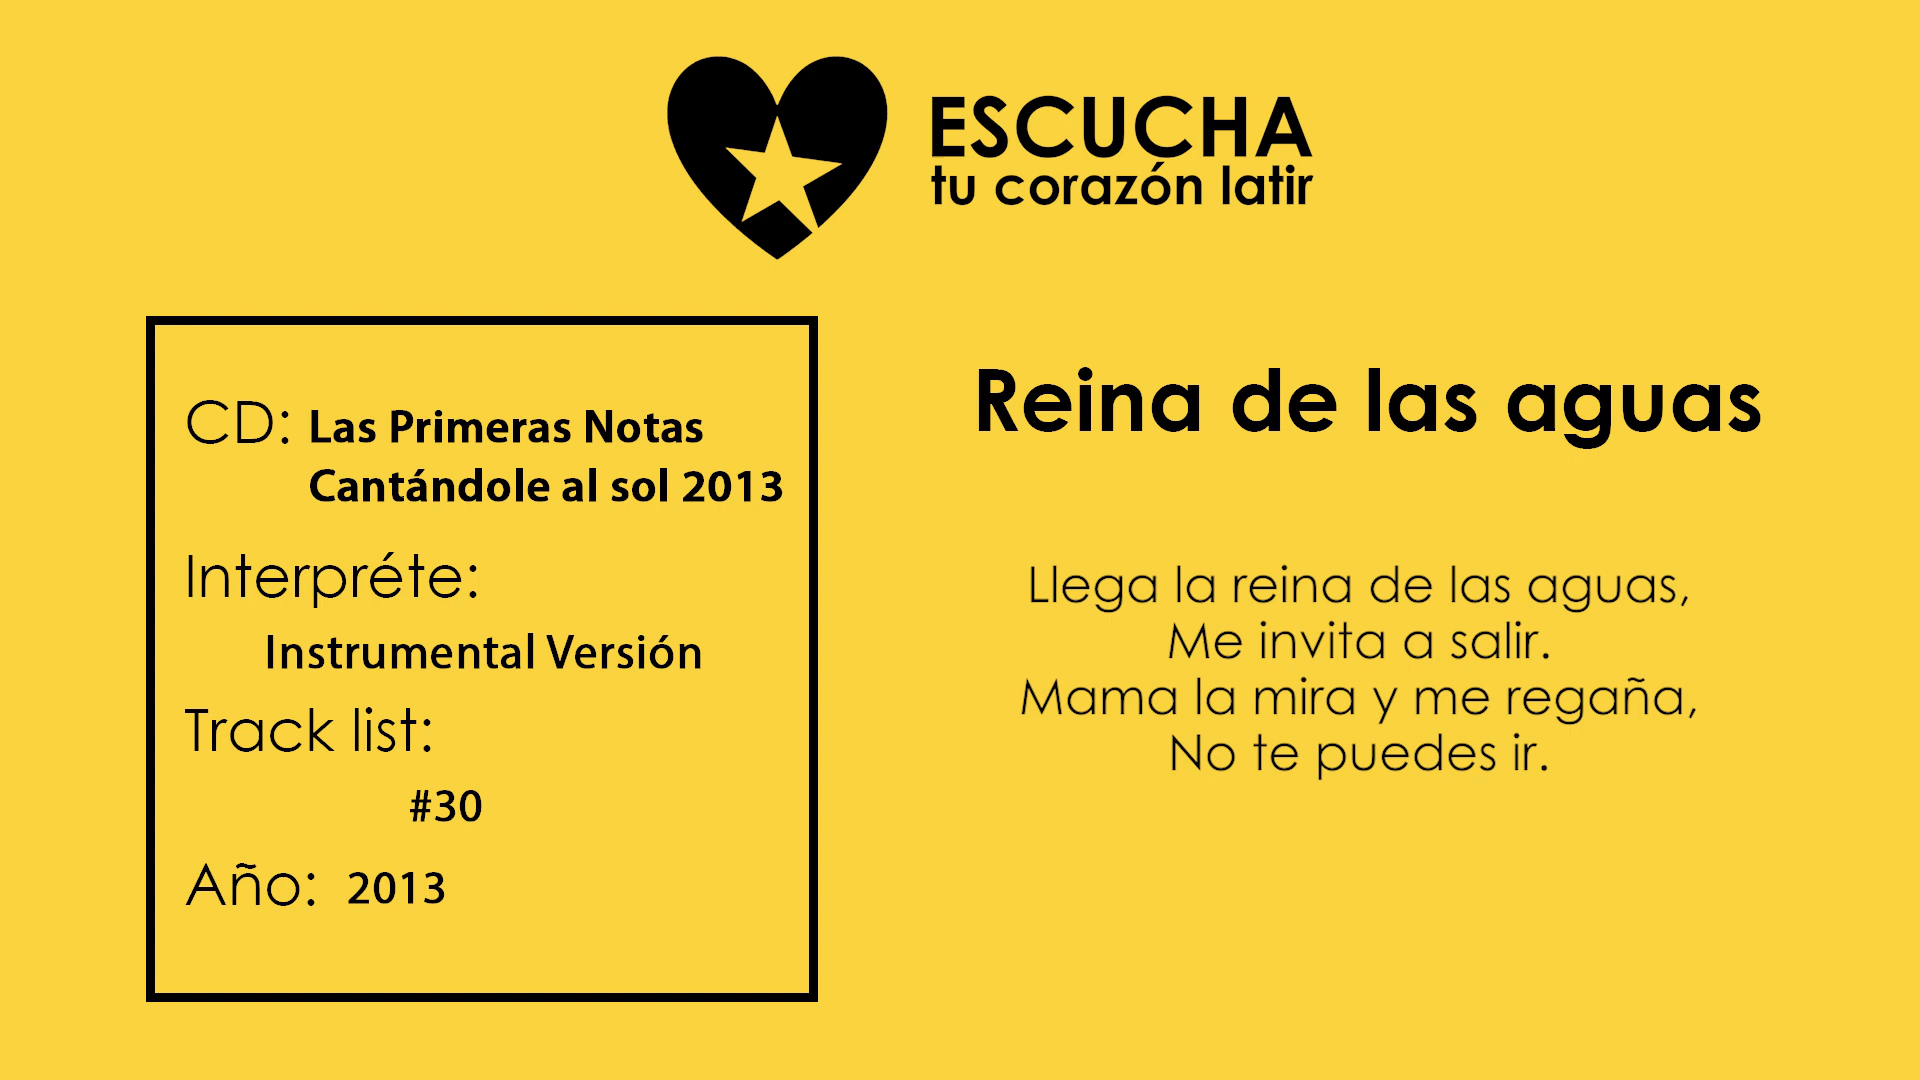 ESCUCHA
tu corazón latir
CD: Las Primeras Notas
Cantándole al sol 2013
Interpréte:
Instrumental Versión
Track list:
#30
Año: 2013
Reina de las aguas
Llega la reina de las aguas,
Me invita a salir.
Mama la mira y me regaña,
No te puedes ir.